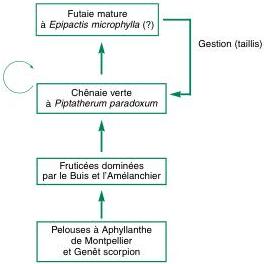 Futaie mature
à Epipactis microphylla (?)
Gestion (taillis)
Chênaie verte
à Piptatherum paradoxum
Fruticées dominées
par le Buis et l'Amélanchier
Pelouses à Aphyllanthe
de Montpellier
et Genêt scorpion